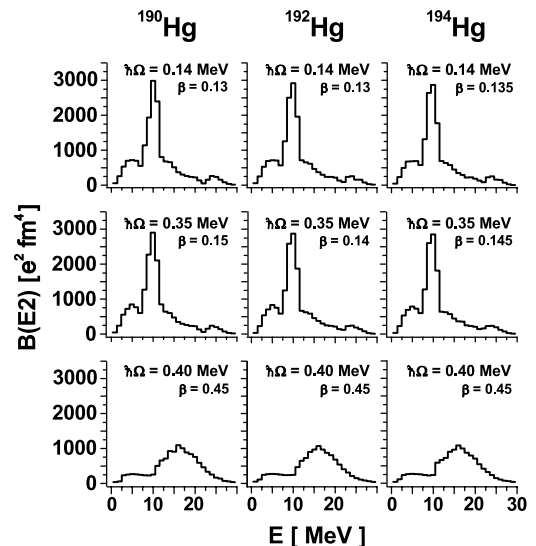 ¹⁹⁰Hg ¹⁹²Hg ¹⁹⁴Hg
ħΩ = 0.14 MeV ħΩ = 0.14 MeV ħΩ = 0.14 MeV
β = 0.13 β = 0.13 β = 0.135
3000
2000
1000
0
ħΩ = 0.35 MeV ħΩ = 0.35 MeV ħΩ = 0.35 MeV
β = 0.15 β = 0.14 β = 0.145
3000
2000
1000
0
B(E2) [e² fm⁴]
ħΩ = 0.40 MeV ħΩ = 0.40 MeV ħΩ = 0.40 MeV
β = 0.45 β = 0.45 β = 0.45
3000
2000
1000
0
0 10 20 0 10 20 0 10 20 30
E [ MeV ]